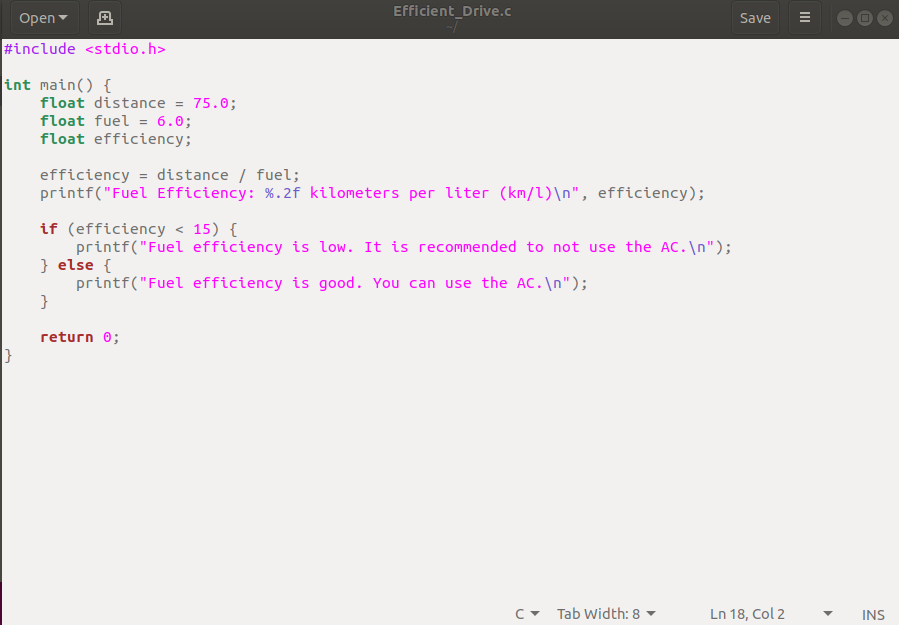 Open Efficient_Drive.c Save
~/
#include <stdio.h>

int main() {
    float distance = 75.0;
    float fuel = 6.0;
    float efficiency;

    efficiency = distance / fuel;
    printf("Fuel Efficiency: %.2f kilometers per liter (km/l)\n", efficiency);

    if (efficiency < 15) {
        printf("Fuel efficiency is low. It is recommended to not use the AC.\n");
    } else {
        printf("Fuel efficiency is good. You can use the AC.\n");
    }

    return 0;
}
C Tab Width: 8 Ln 18, Col 2 INS